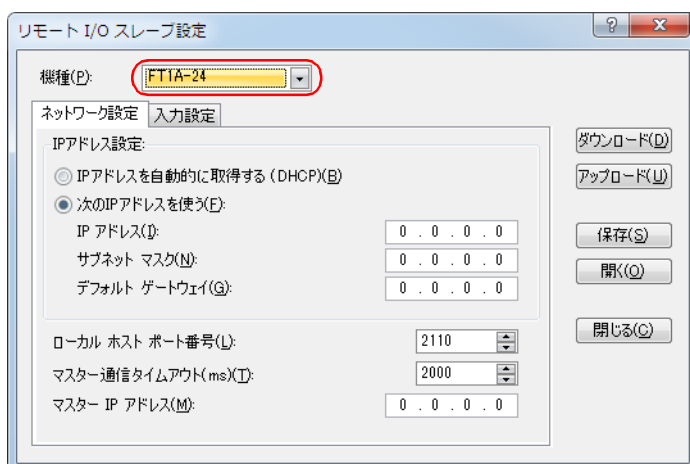 リモート I/O スレーブ設定
機種(P): FT1A-24
ネットワーク設定 入力設定
IPアドレス設定:
IPアドレスを自動的に取得する (DHCP)(B)
次のIPアドレスを使う(F):
IP アドレス(I): 0 . 0 . 0 . 0
サブネット マスク(N): 0 . 0 . 0 . 0
デフォルト ゲートウェイ(G): 0 . 0 . 0 . 0
ローカル ホスト ポート番号(L): 2110
マスター通信タイムアウト(ms)(T): 2000
マスター IP アドレス(M): 0 . 0 . 0 . 0
ダウンロード(D)
アップロード(U)
保存(S)
開く(O)
閉じる(C)